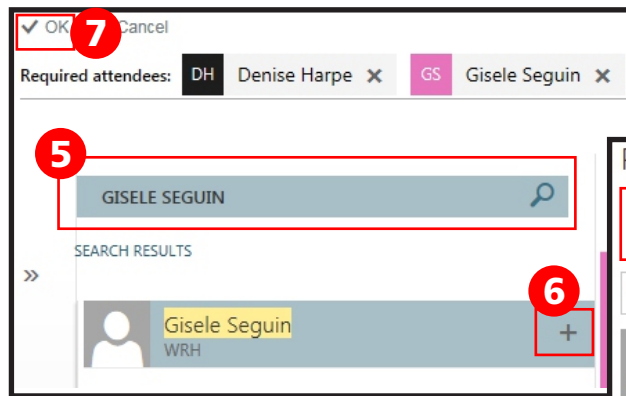 ✓ OK 7 Cancel
Required attendees: DH Denise Harpe × GS Gisele Seguin ×
5
GISELE SEGUIN
SEARCH RESULTS
»
6
Gisele Seguin +
WRH